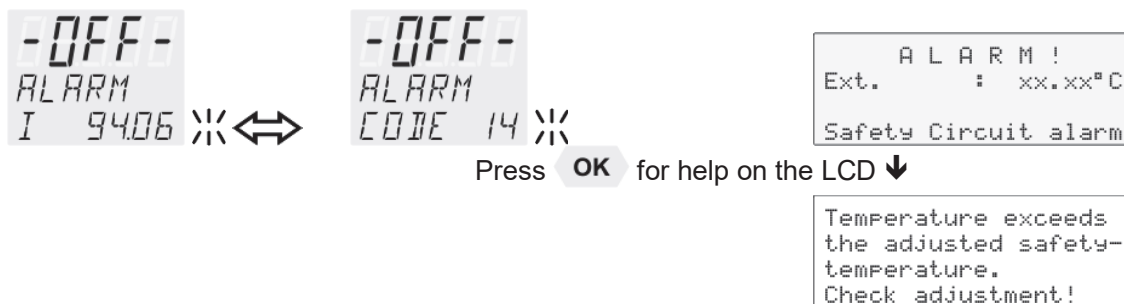 -OFF-
ALARM
I 94.06
-OFF-
ALARM
CODE 14
A L A R M !
Ext. : xx.xx°C
Safety Circuit alarm
Press OK for help on the LCD
Temperature exceeds
the adjusted safety-
temperature.
Check adjustment!